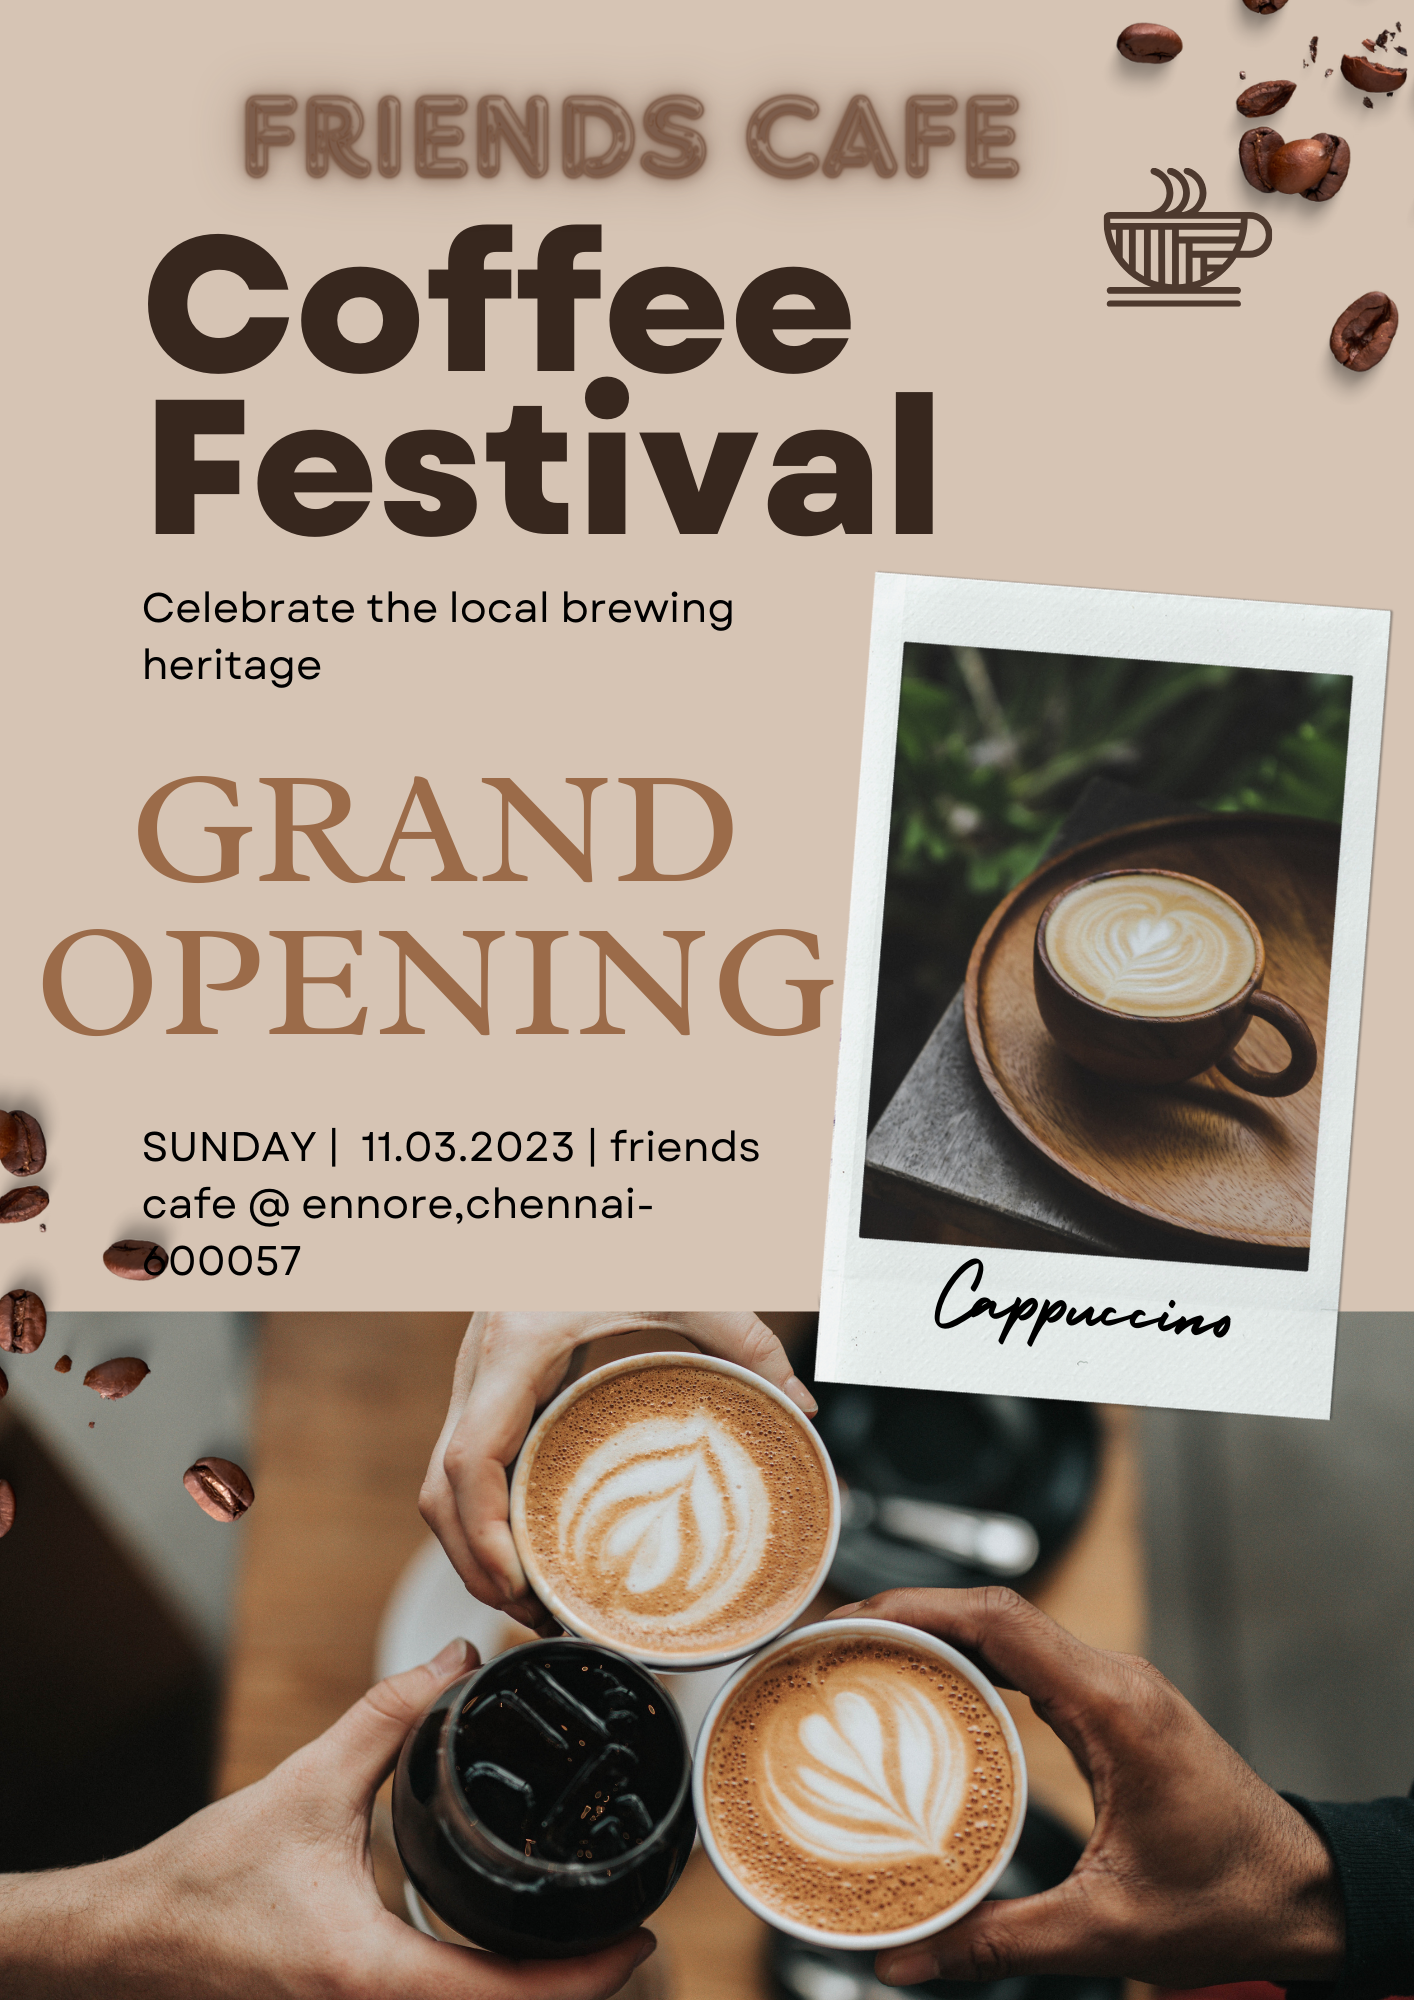 FRIENDS CAFE
Coffee
Festival
Celebrate the local brewing
heritage
GRAND
OPENING
SUNDAY |  11.03.2023 | friends
cafe @ ennore,chennai-
600057
Cappuccino